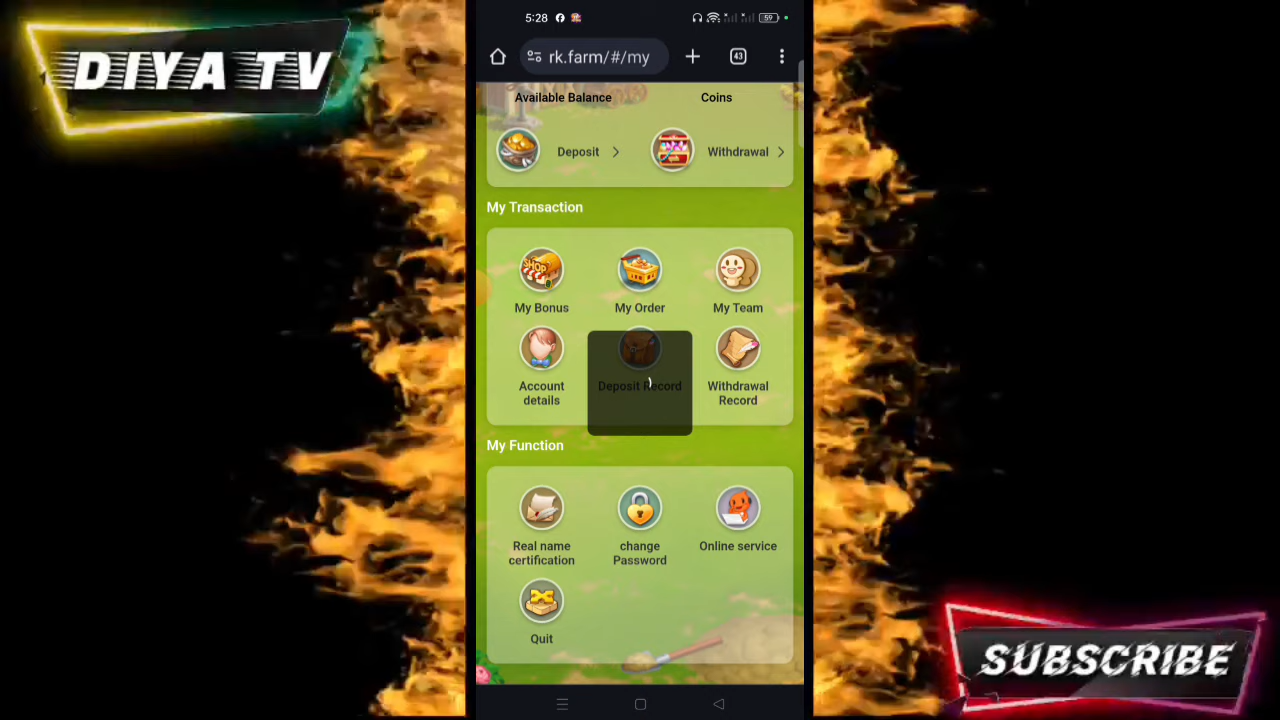 DIYA TV
5:28
59
rk.farm/#/my
43
Available Balance
Coins
Deposit
Withdrawal
My Transaction
SHOP
My Bonus
My Order
My Team
Account
details
Deposit Record
Withdrawal
Record
My Function
Real name
certification
change
Password
Online service
Quit
SUBSCRIBE